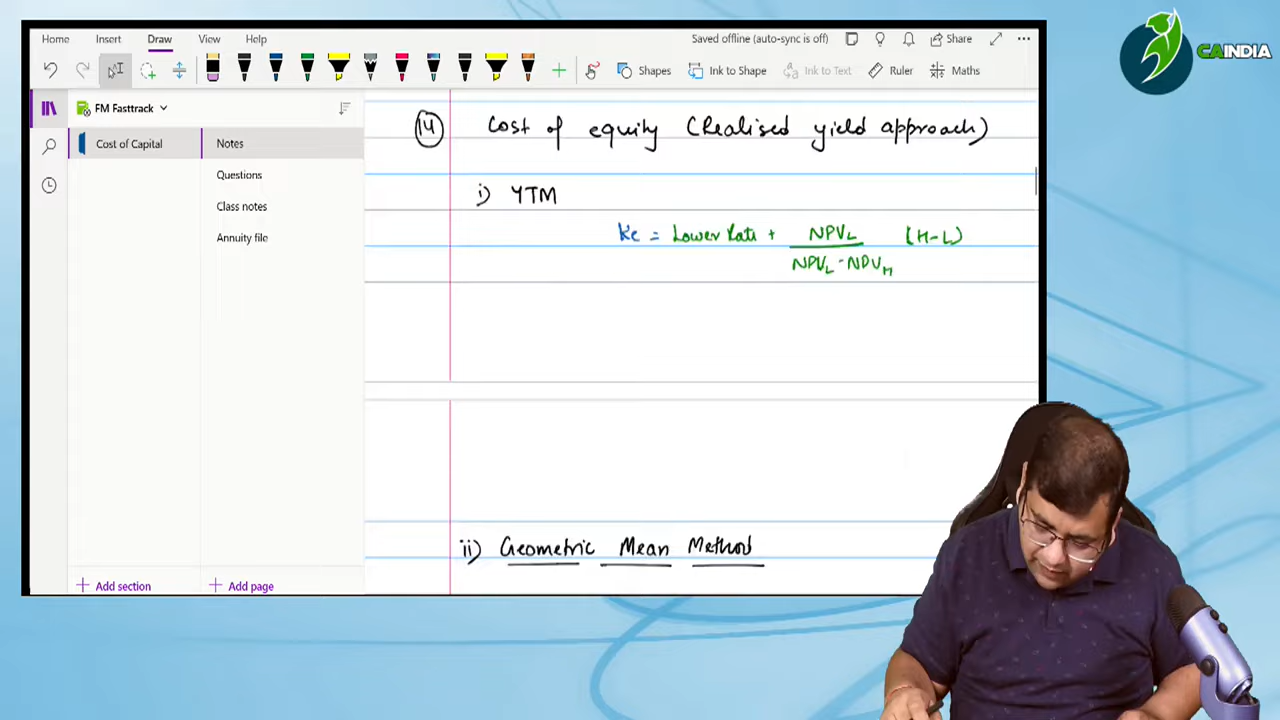 Home Insert Draw View Help Saved offline (auto-sync is off) Share
Shapes Ink to Shape Ink to Text Ruler Maths
CAINDIA
FM Fasttrack
Cost of Capital
Notes
Questions
Class notes
Annuity file
Add section
Add page
14 Cost of equity (Realised yield approach)
i) YTM
Ke = Lower Rate + NPVL (H-L)
NPVL - NPVH
ii) Geometric Mean Method